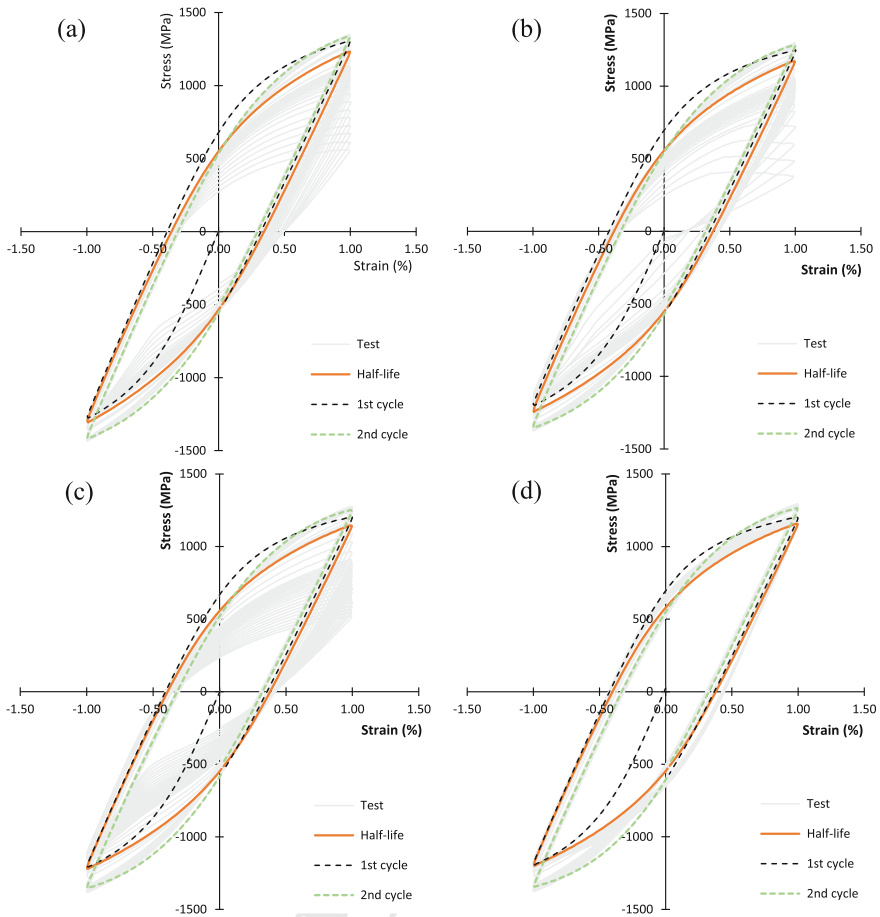 (a)
Stress (MPa)
1500
1000
500
0
-500
-1000
-1500
-1.50 -1.00 -0.50 0.00 0.50 1.00 1.50
Strain (%)
Test
Half-life
1st cycle
2nd cycle
(b)
Stress (MPa)
1500
1000
500
0
-500
-1000
-1500
-1.50 -1.00 -0.50 0.00 0.50 1.00 1.50
Strain (%)
Test
Half-life
1st cycle
2nd cycle
(c)
Stress (MPa)
1500
1000
500
0
-500
-1000
-1500
-1.50 -1.00 -0.50 0.00 0.50 1.00 1.50
Strain (%)
Test
Half-life
1st cycle
2nd cycle
(d)
Stress (MPa)
1500
1000
500
0
-500
-1000
-1500
-1.50 -1.00 -0.50 0.00 0.50 1.00 1.50
Strain (%)
Test
Half-life
1st cycle
2nd cycle